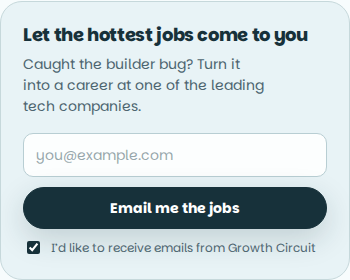 Let the hottest jobs come to you
Caught the builder bug? Turn it
into a career at one of the leading
tech companies.
you@example.com
Email me the jobs
I'd like to receive emails from Growth Circuit